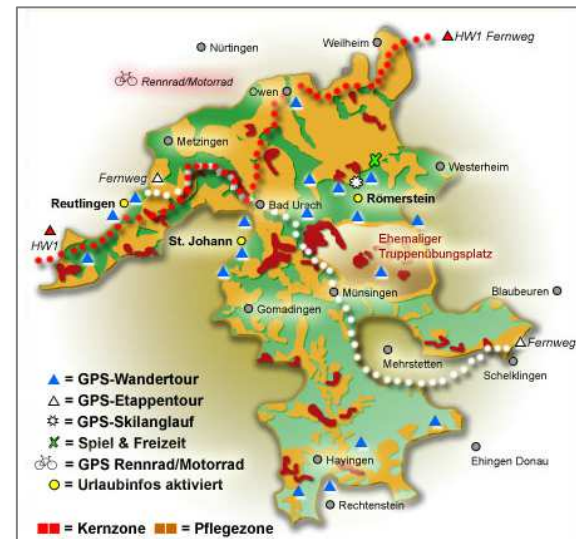 HW1 Fernweg
Weilheim
Nürtingen
Rennrad/Motorrad
Owen
Metzingen
Westerheim
Fernweg
Reutlingen
Bad Urach
Römerstein
HW1
St. Johann
Ehemaliger
Truppenübungsplatz
Münsingen
Blaubeuren
Gomadingen
Fernweg
Mehrstetten
Schelklingen
= GPS-Wandertour
= GPS-Etappentour
= GPS-Skilanglauf
= Spiel & Freizeit
= GPS Rennrad/Motorrad
= Urlaubinfos aktiviert
Ehingen Donau
Hayingen
Rechtenstein
= Kernzone = Pflegezone